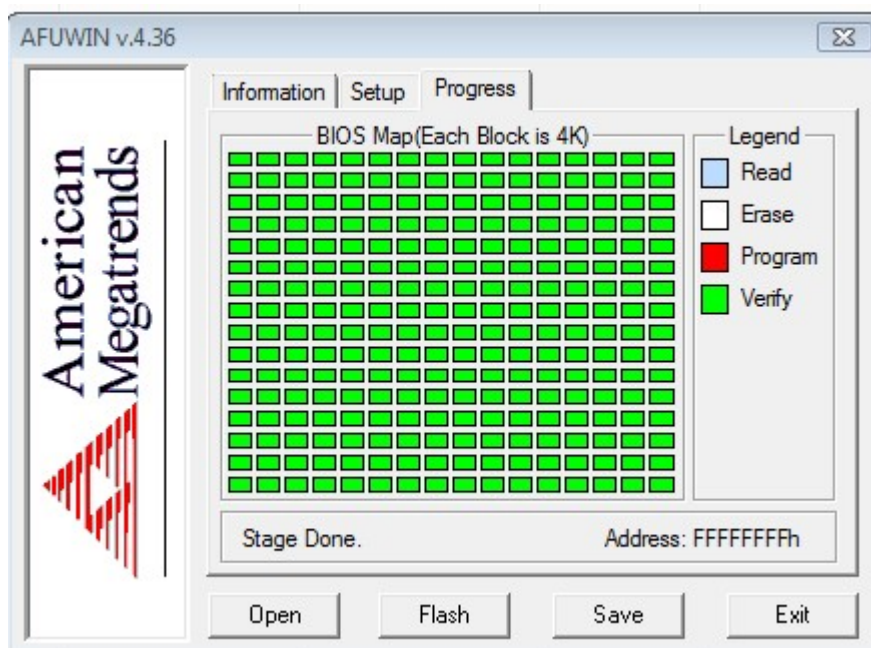 AFUWIN v.4.36
American
Megatrends
Information
Setup
Progress
BIOS Map(Each Block is 4K)
Legend
Read
Erase
Program
Verify
Stage Done.
Address: FFFFFFFFh
Open
Flash
Save
Exit